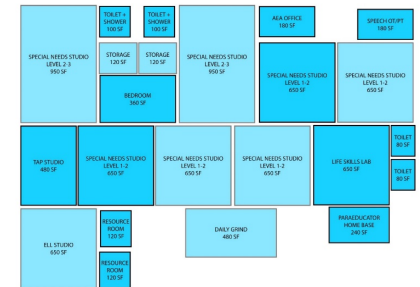 TOILET +
SHOWER
100 SF
TOILET +
SHOWER
100 SF
AEA OFFICE
180 SF
SPEECH OT/PT
180 SF
SPECIAL NEEDS STUDIO
LEVEL 2-3
950 SF
STORAGE
120 SF
STORAGE
120 SF
SPECIAL NEEDS STUDIO
LEVEL 2-3
950 SF
SPECIAL NEEDS STUDIO
LEVEL 1-2
650 SF
SPECIAL NEEDS STUDIO
LEVEL 1-2
650 SF
BEDROOM
360 SF
TAP STUDIO
480 SF
SPECIAL NEEDS STUDIO
LEVEL 1-2
650 SF
SPECIAL NEEDS STUDIO
LEVEL 1-2
650 SF
SPECIAL NEEDS STUDIO
LEVEL 1-2
650 SF
LIFE SKILLS LAB
650 SF
TOILET
80 SF
TOILET
80 SF
ELL STUDIO
650 SF
RESOURCE
ROOM
120 SF
DAILY GRIND
480 SF
PARAEDUCATOR
HOME BASE
240 SF
RESOURCE
ROOM
120 SF